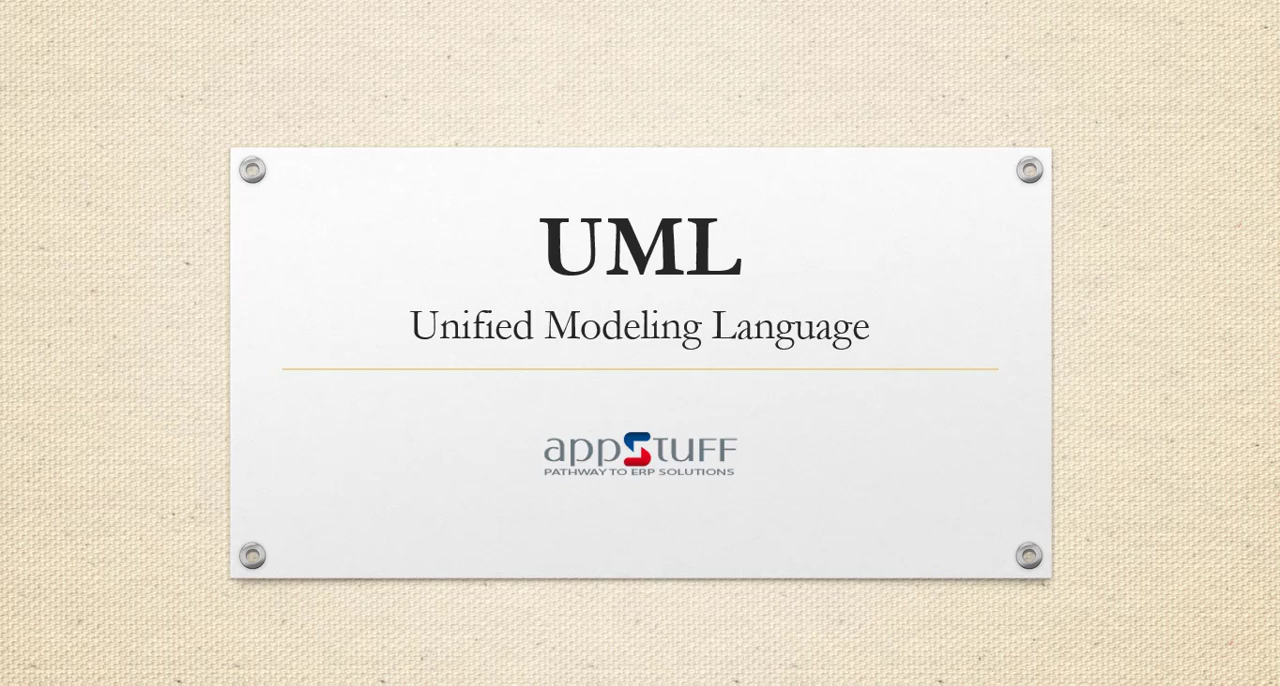 UML
Unified Modeling Language
appStuff
PATHWAY TO ERP SOLUTIONS